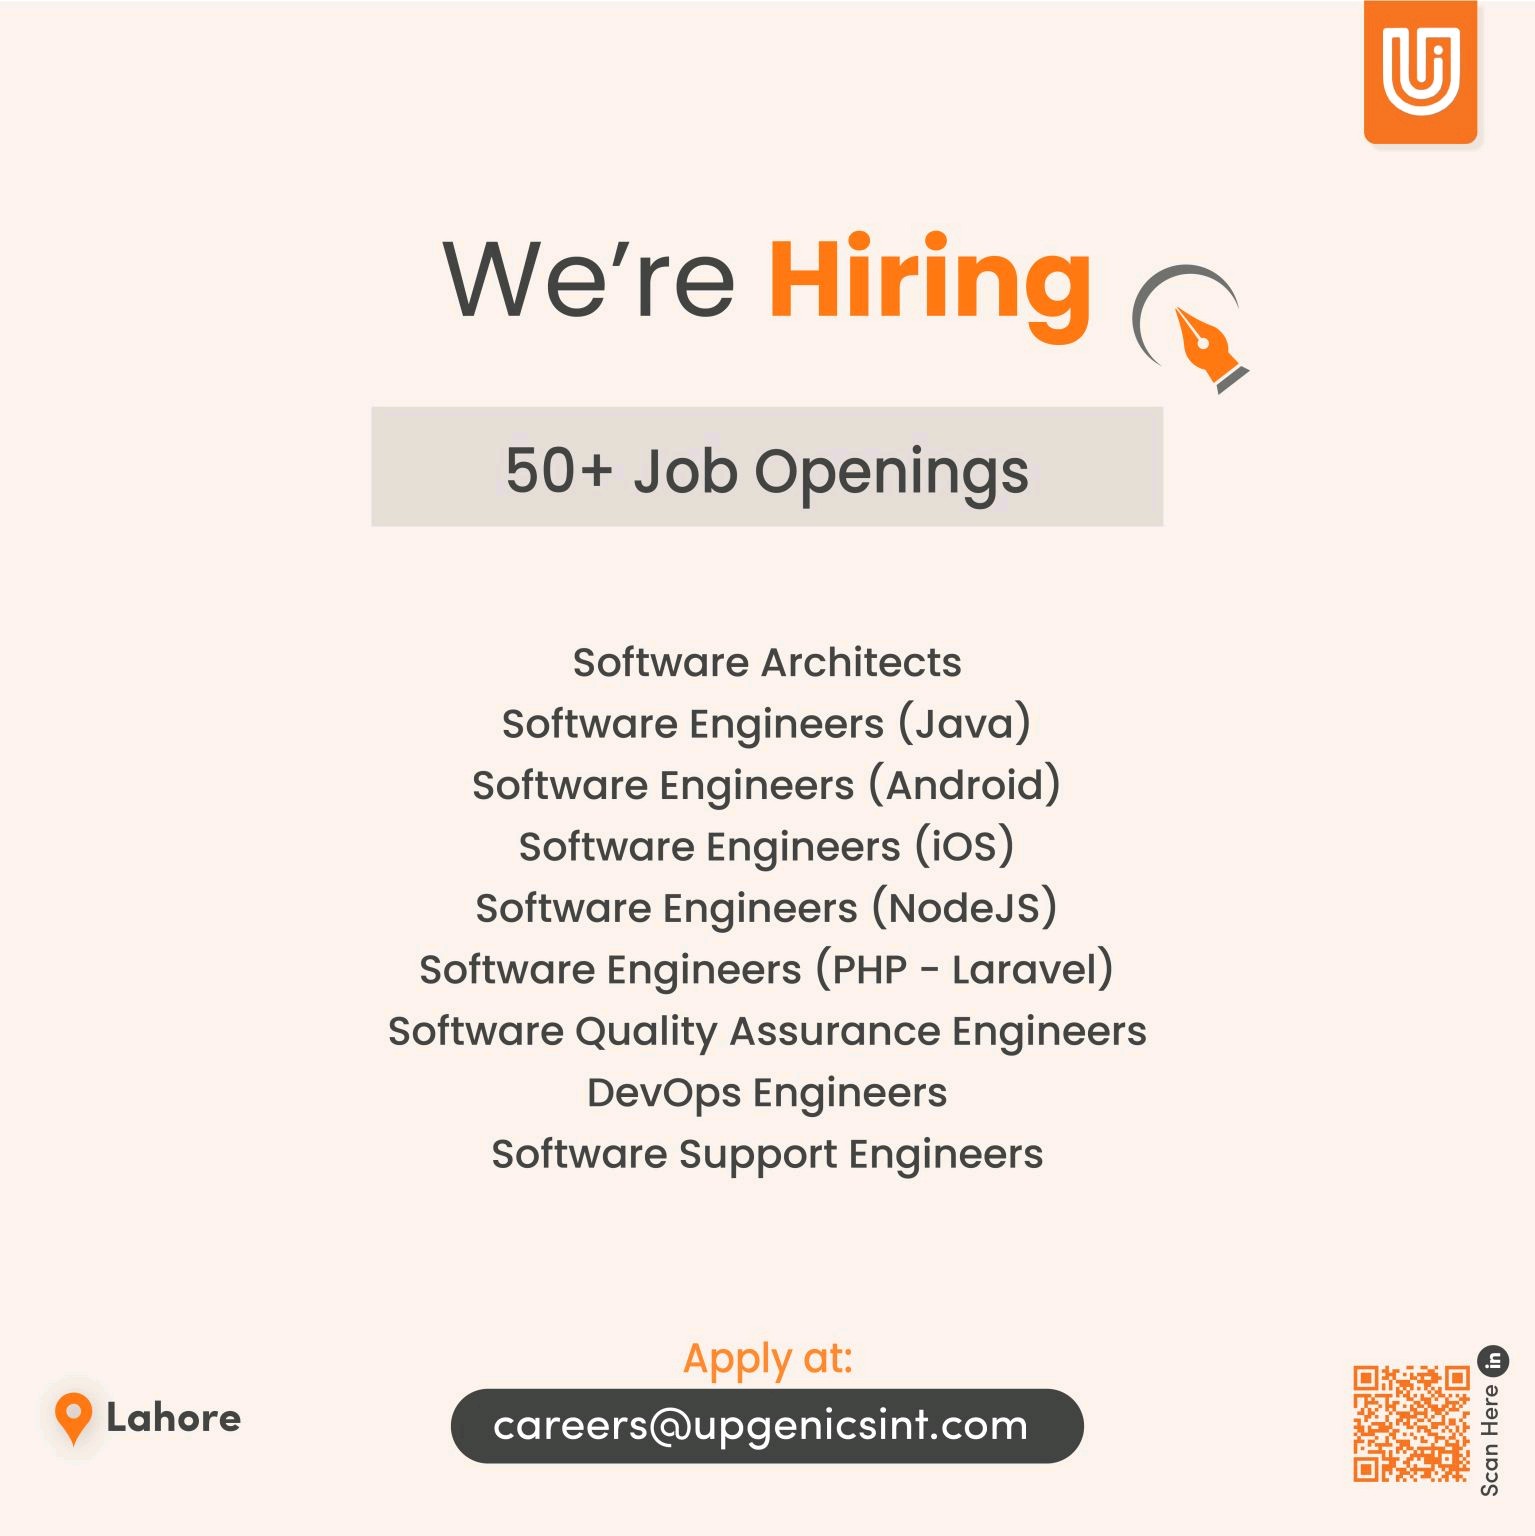 We’re Hiring
50+ Job Openings
Software Architects
Software Engineers (Java)
Software Engineers (Android)
Software Engineers (iOS)
Software Engineers (NodeJS)
Software Engineers (PHP - Laravel)
Software Quality Assurance Engineers
DevOps Engineers
Software Support Engineers
Apply at:
careers@upgenicsint.com
Lahore
Scan Here in